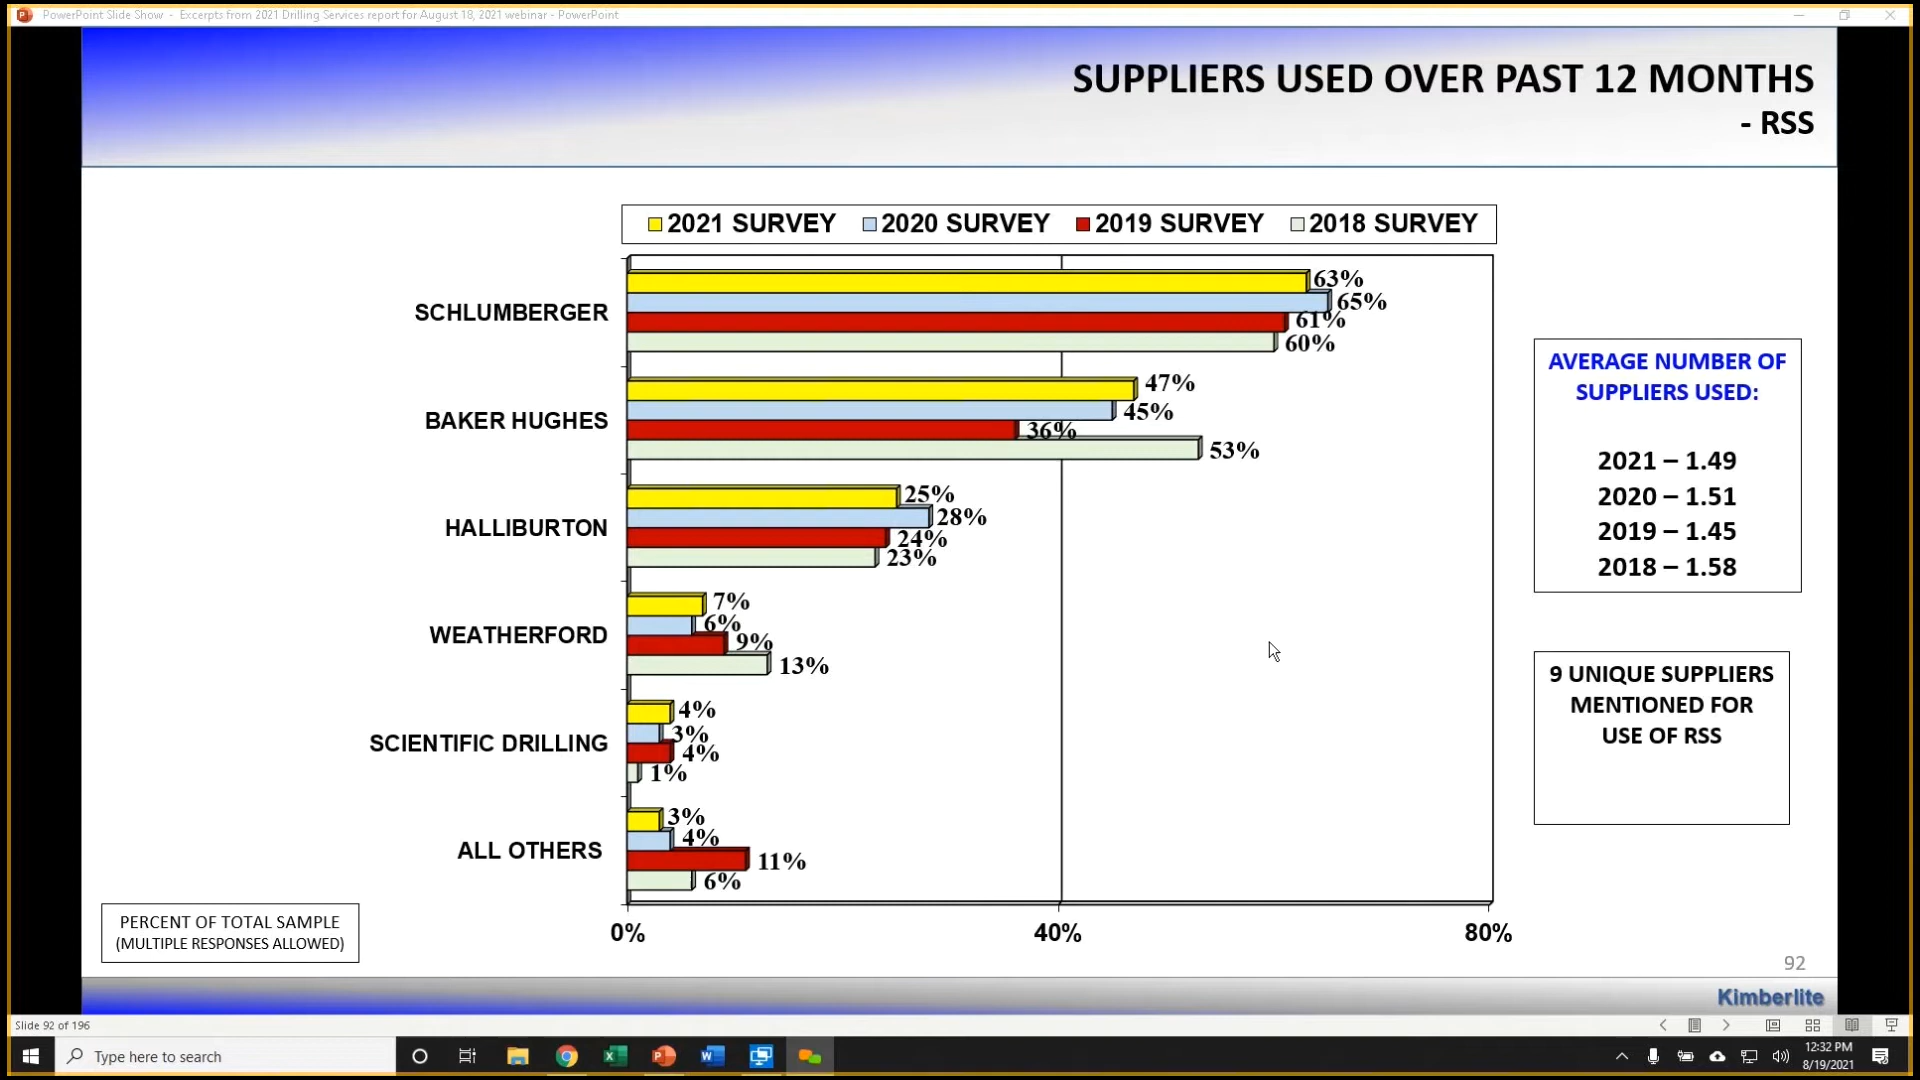 PowerPoint Slide Show - Excerpts from 2021 Drilling Services report for August 18, 2021 webinar - PowerPoint
SUPPLIERS USED OVER PAST 12 MONTHS
- RSS
2021 SURVEY 2020 SURVEY 2019 SURVEY 2018 SURVEY
SCHLUMBERGER
63%
65%
61%
60%
BAKER HUGHES
47%
45%
36%
53%
HALLIBURTON
25%
28%
24%
23%
WEATHERFORD
7%
6%
9%
13%
SCIENTIFIC DRILLING
4%
3%
4%
1%
ALL OTHERS
3%
4%
11%
6%
0% 40% 80%
AVERAGE NUMBER OF
SUPPLIERS USED:
2021 – 1.49
2020 – 1.51
2019 – 1.45
2018 – 1.58
9 UNIQUE SUPPLIERS
MENTIONED FOR
USE OF RSS
PERCENT OF TOTAL SAMPLE
(MULTIPLE RESPONSES ALLOWED)
92
Kimberlite
Slide 92 of 196
Type here to search
12:32 PM
8/19/2021